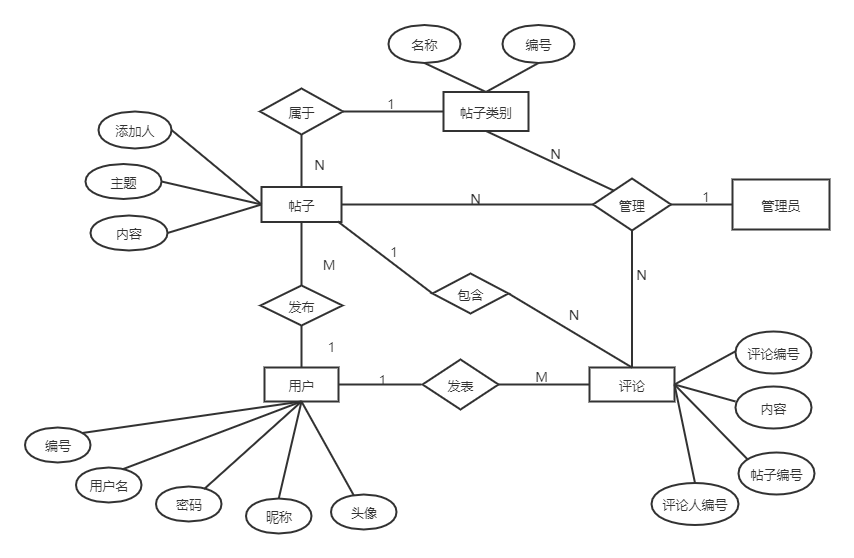 名称
编号
属于
1
帖子类别
添加人
N
N
主题
帖子
N
管理
1
管理员
内容
1
M
N
包含
发布
N
1
评论编号
用户
1
发表
M
评论
内容
编号
用户名
密码
昵称
头像
帖子编号
评论人编号